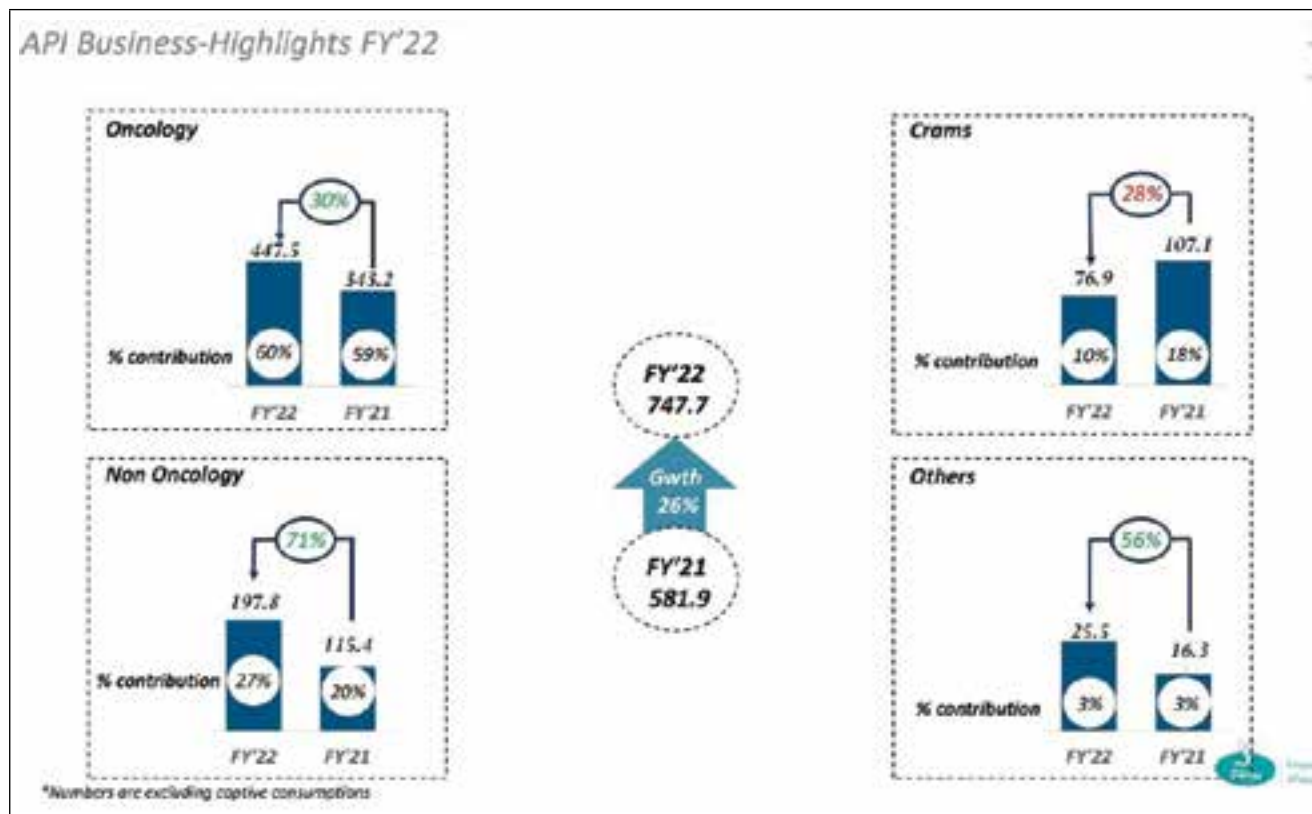 API Business-Highlights FY'22
Oncology
30%
447.5
343.2
% contribution
60%
59%
FY'22
FY'21
Non Oncology
71%
197.8
115.4
% contribution
27%
20%
FY'22
FY'21
FY'22
747.7
Gwth
26%
FY'21
581.9
Crams
28%
107.1
76.9
% contribution
10%
18%
FY'22
FY'21
Others
56%
25.5
16.3
% contribution
3%
3%
FY'22
FY'21
*Numbers are excluding captive consumptions